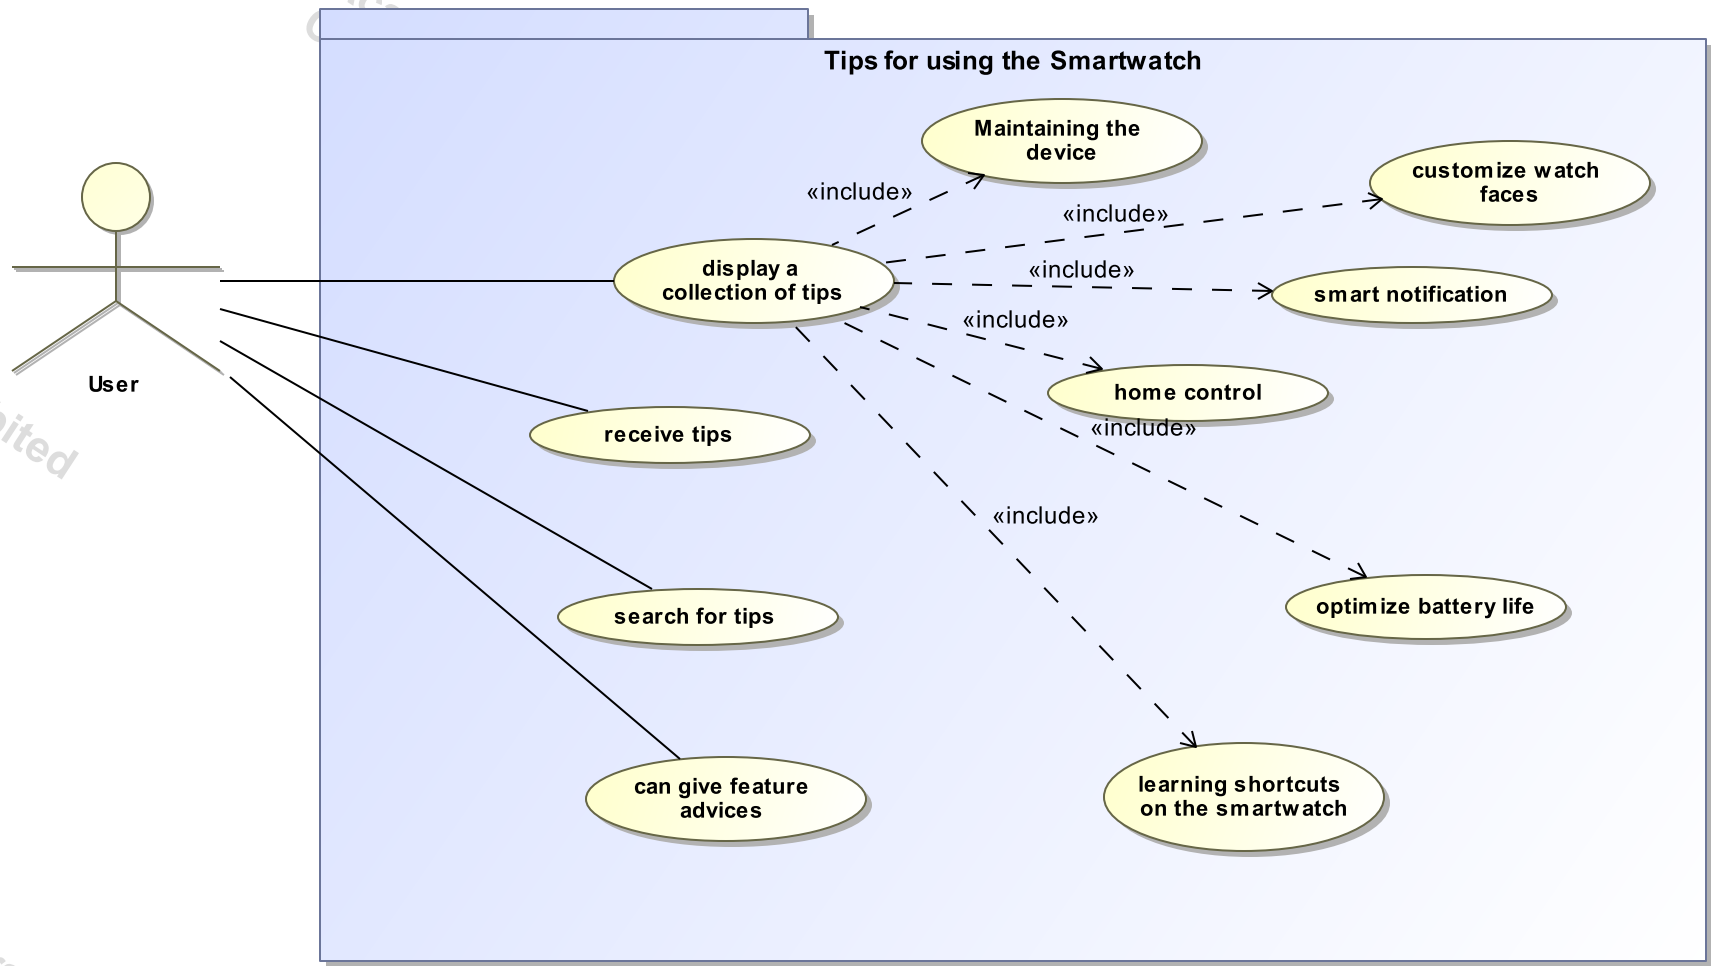 Tips for using the Smartwatch
Maintaining the
device
customize watch
faces
«include»
«include»
display a
collection of tips
«include»
smart notification
«include»
home control
User
«include»
receive tips
«include»
optimize battery life
search for tips
can give feature
advices
learning shortcuts
on the smartwatch